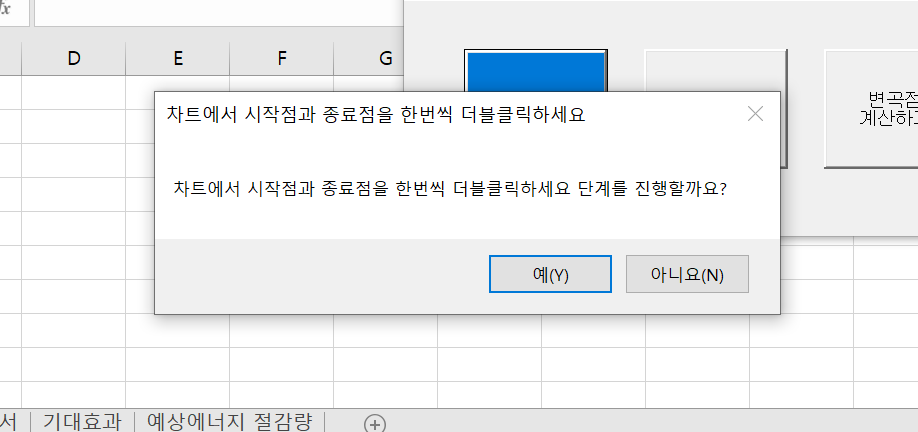 fx
D E F G
변곡점
계산하고
차트에서 시작점과 종료점을 한번씩 더블클릭하세요
차트에서 시작점과 종료점을 한번씩 더블클릭하세요 단계를 진행할까요?
예(Y) 아니요(N)
서 기대효과 예상에너지 절감량